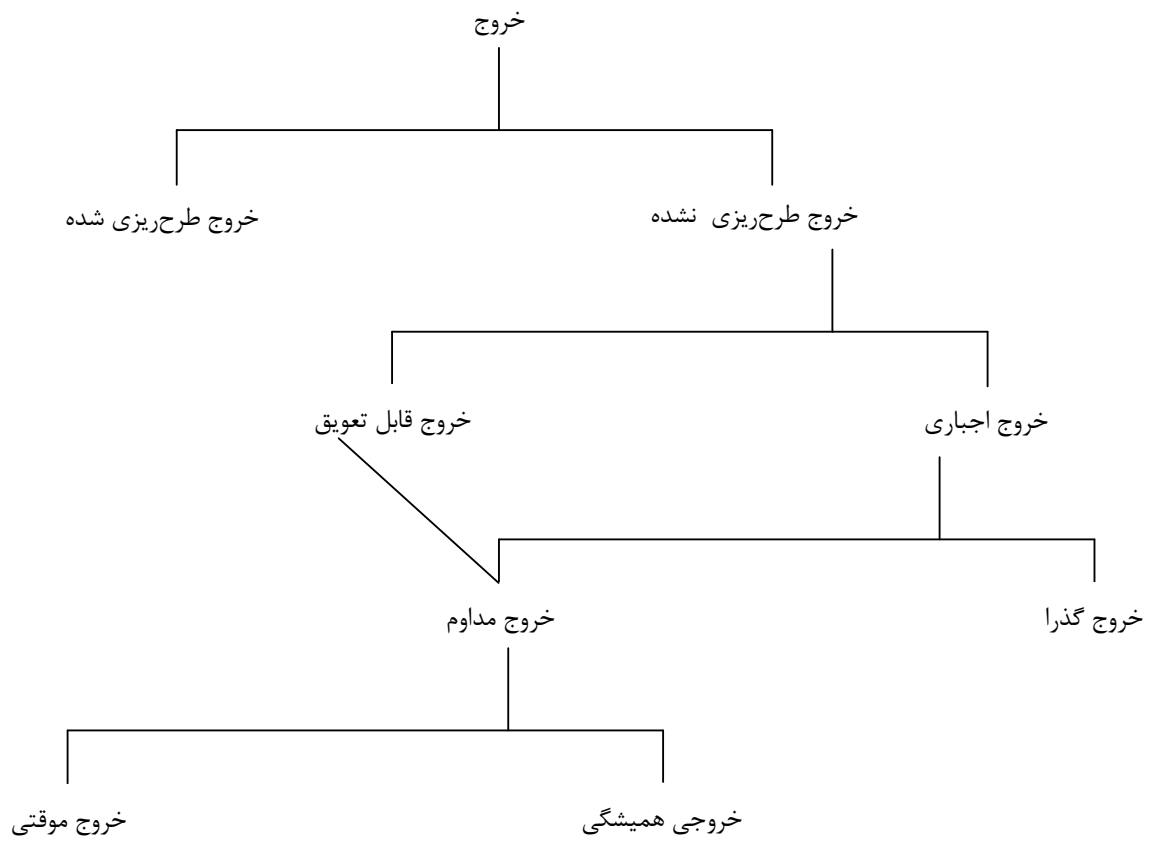 خروج
خروج طرح‌ریزی نشده
خروج طرح‌ریزی شده
خروج اجباری
خروج قابل تعویق
خروج گذرا
خروج مداوم
خروجی همیشگی
خروج موقتی